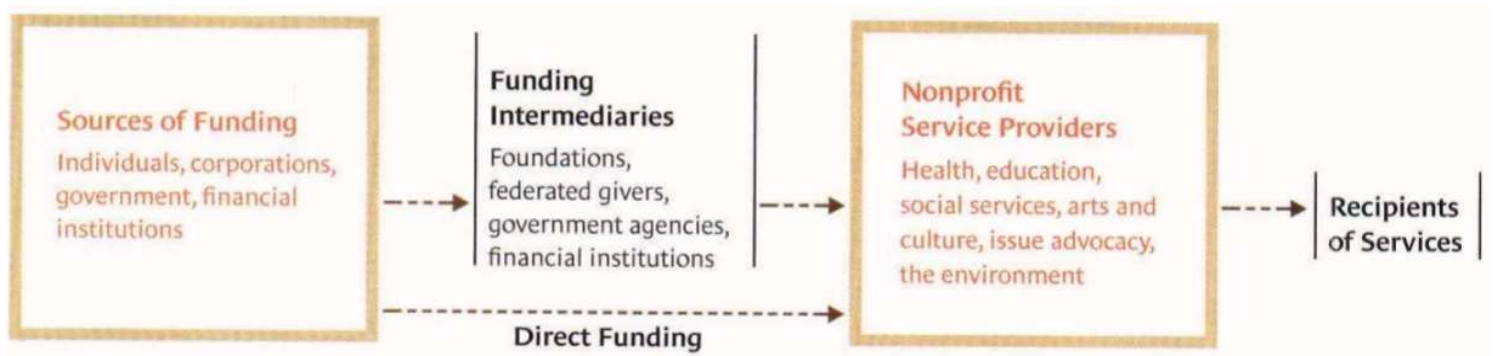 Sources of Funding
Individuals, corporations,
government, financial
institutions
Funding
Intermediaries
Foundations,
federated givers,
government agencies,
financial institutions
Direct Funding
Nonprofit
Service Providers
Health, education,
social services, arts and
culture, issue advocacy,
the environment
Recipients
of Services